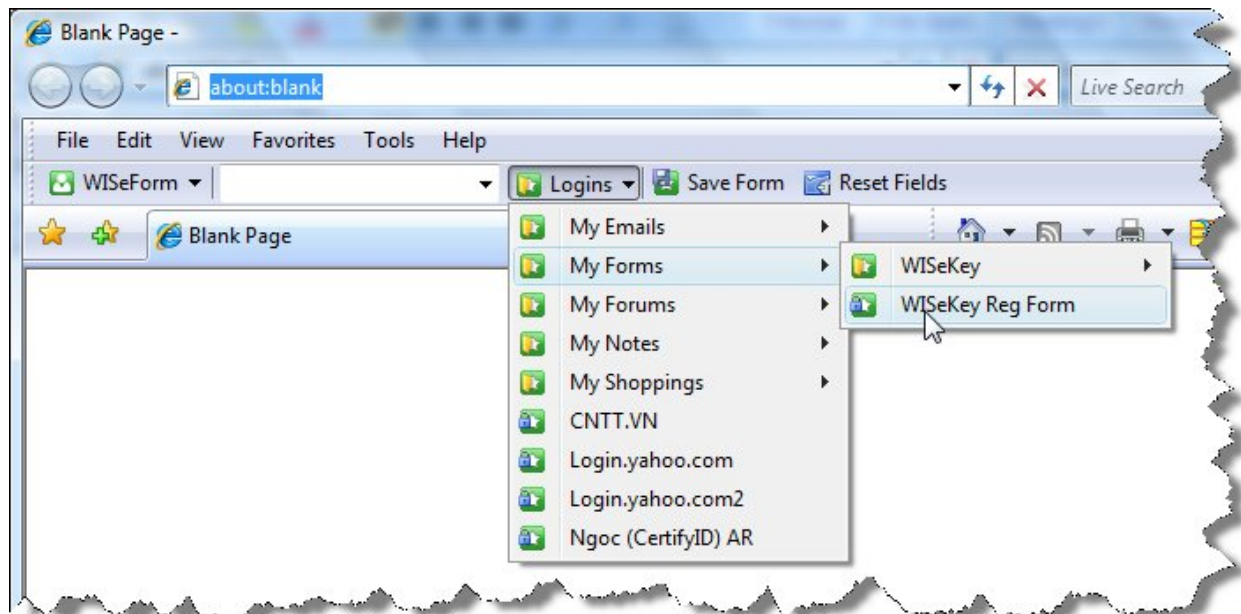 Blank Page -
about:blank
Live Search
File Edit View Favorites Tools Help
WISeForm Logins Save Form Reset Fields
Blank Page
My Emails
My Forms
My Forums
My Notes
My Shoppings
CNTT.VN
Login.yahoo.com
Login.yahoo.com2
Ngoc (CertifyID) AR
WISeKey
WISeKey Reg Form